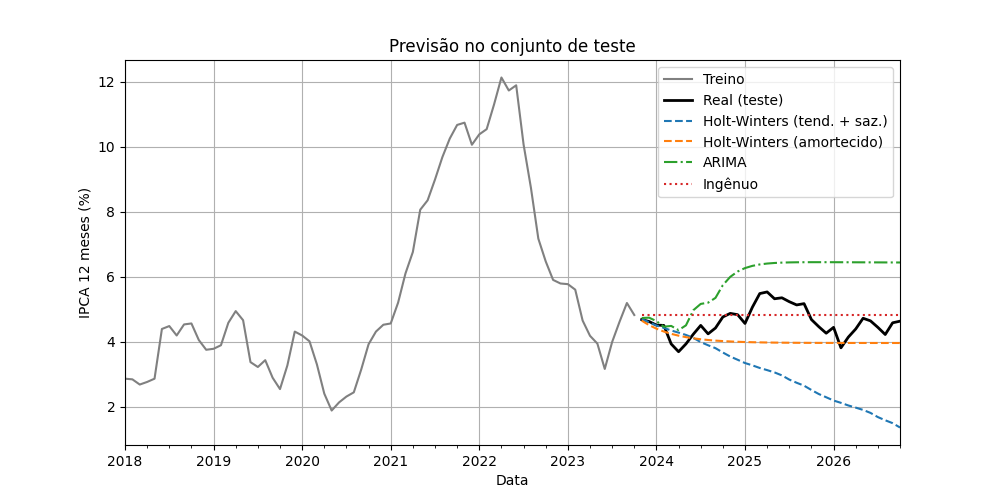 Previsão no conjunto de teste
IPCA 12 meses (%)
12
10
8
6
4
2
Treino
Real (teste)
Holt-Winters (tend. + saz.)
Holt-Winters (amortecido)
ARIMA
Ingênuo
2018 2019 2020 2021 2022 2023 2024 2025 2026
Data